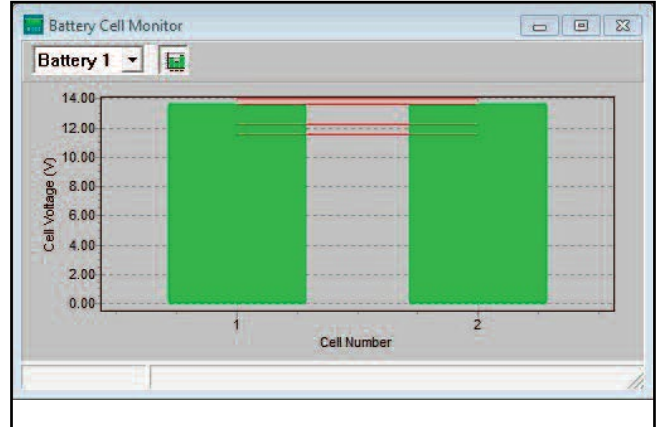 Battery Cell Monitor
Battery 1
14.00
12.00
10.00
8.00
6.00
4.00
2.00
0.00
Cell Voltage (V)
1 2
Cell Number